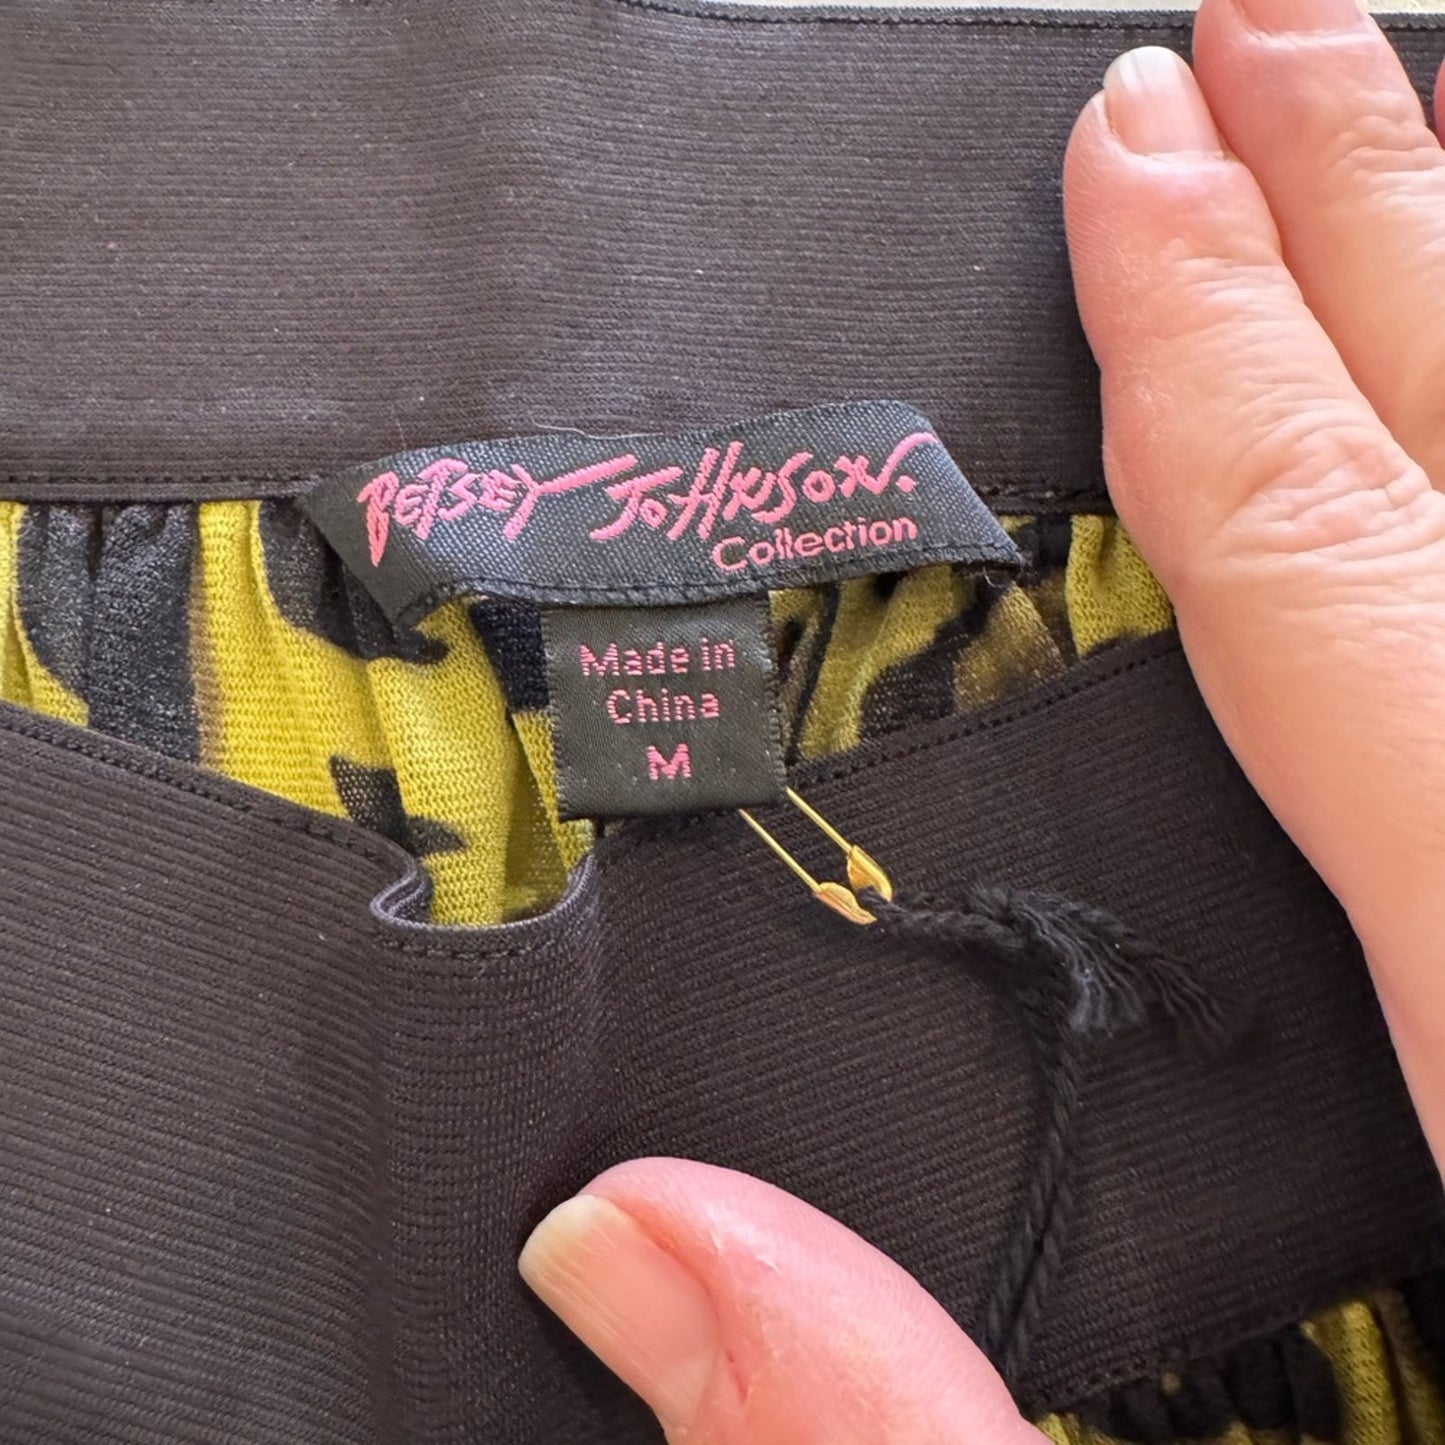 BETSEY JOHNSON.
Collection
Made in
China
M